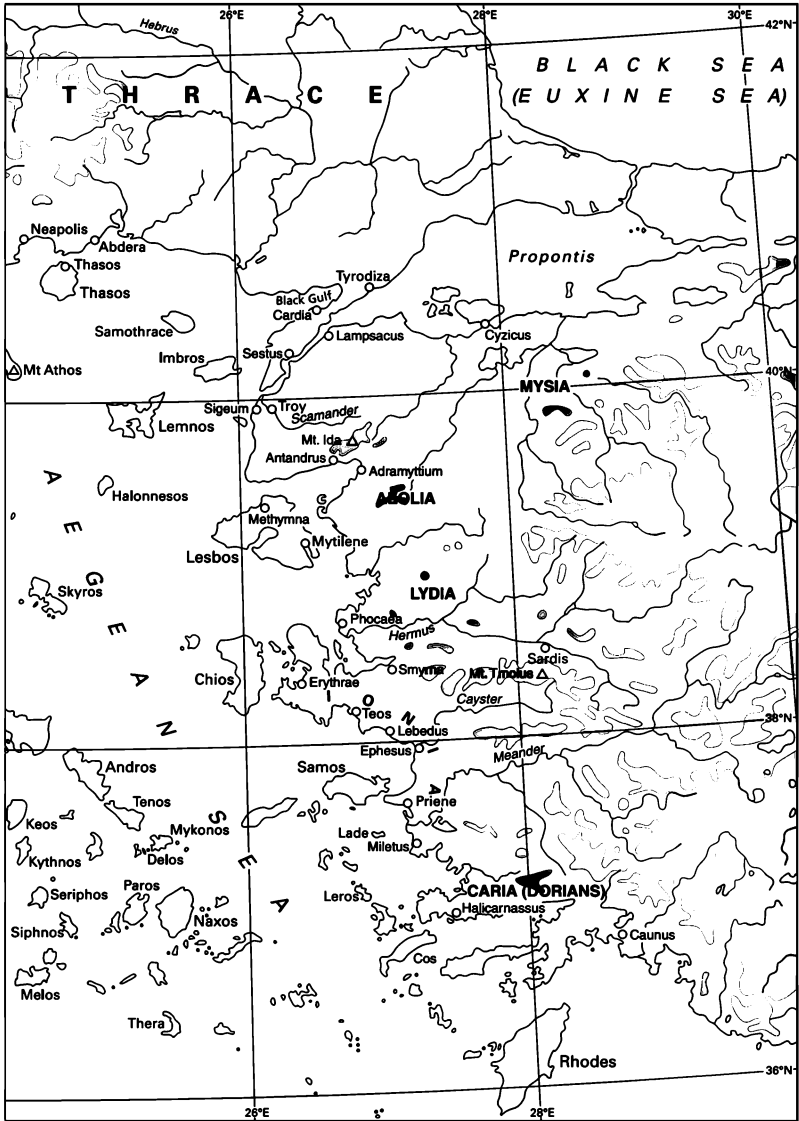 26°E
28°E
30°E
42°N
Hebrus
BLACK SEA
(EUXINE SEA)
THRACE
Neapolis
Abdera
Thasos
Thasos
Propontis
Tyrodiza
Black Gulf
Cardia
Samothrace
Lampsacus
Cyzicus
Imbros
Sestus
Mt Athos
40°N
MYSIA
Sigeum
Troy
Scamander
Lemnos
Mt. Ida
Antandrus
Adramyttium
AEOLIA
Halonnesos
Methymna
Mytilene
Lesbos
AEGEAN SEA
Skyros
LYDIA
Phocaea
Hermus
Sardis
Smyrna
Mt. Tmolus
Chios
Erythrae
IONIA
Cayster
Teos
Lebedus
38°N
Ephesus
Meander
Andros
Samos
Tenos
Priene
Keos
Mykonos
Lade
Miletus
Delos
Kythnos
Paros
Seriphos
Leros
CARIA (DORIANS)
Halicarnassus
Naxos
Siphnos
Caunus
Cos
Melos
Thera
Rhodes
36°N
26°E
28°E